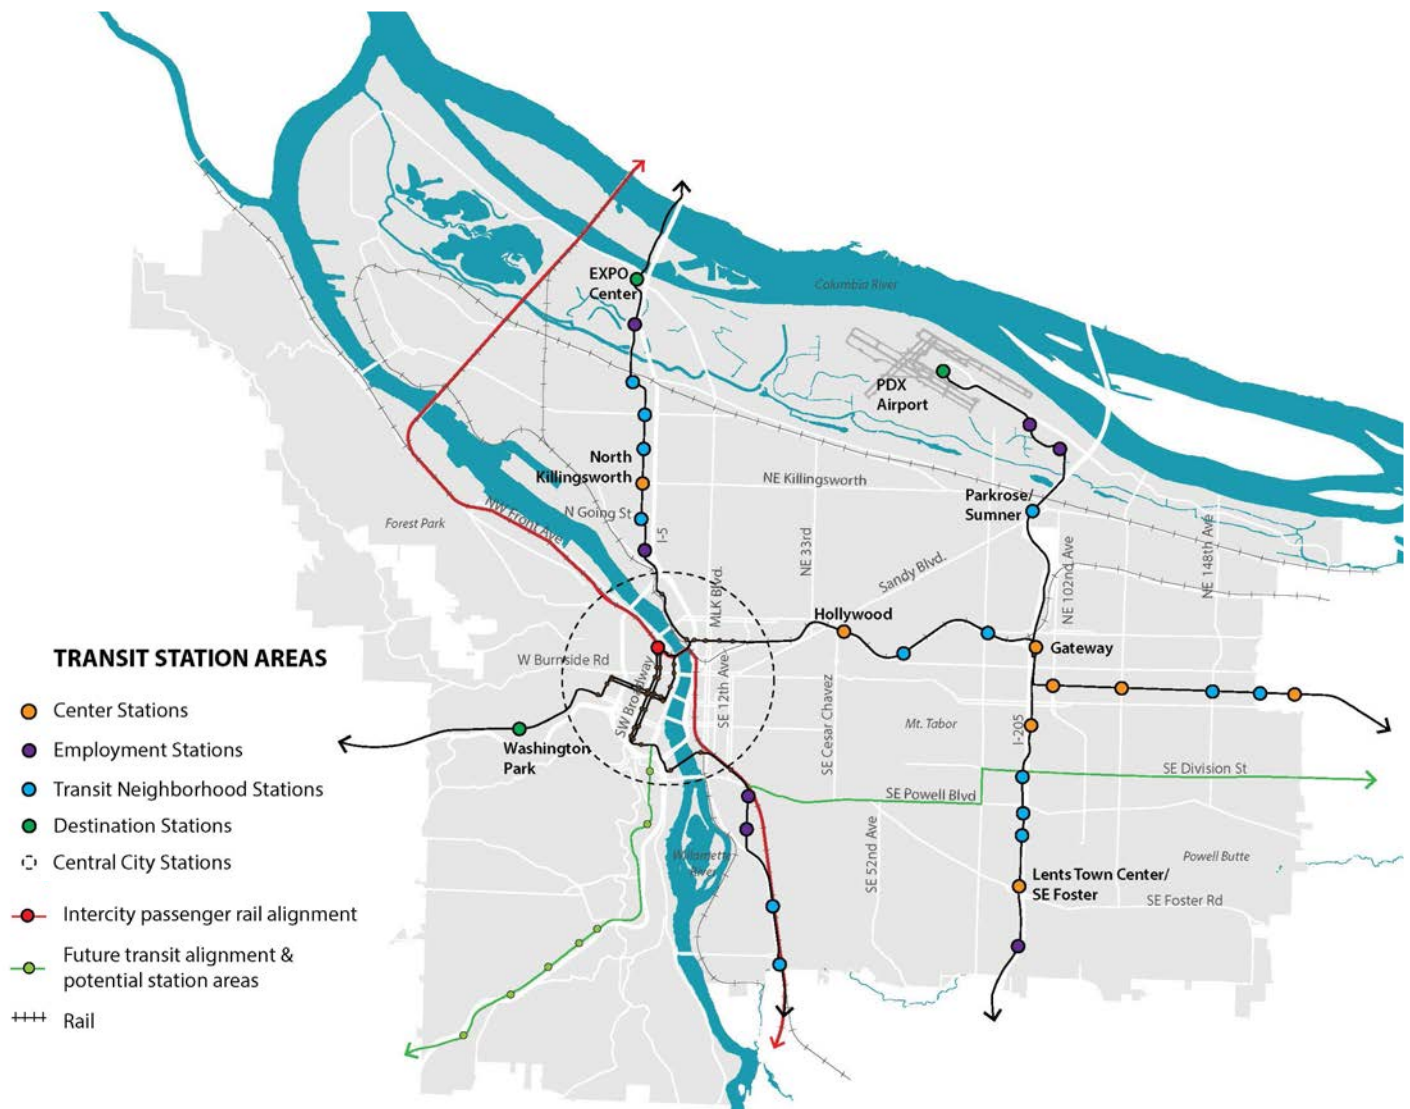 EXPO
Center
Columbia River
PDX
Airport
North
Killingsworth
NE Killingsworth
Parkrose/
Sumner
N Going St
NW Front Ave
Forest Park
I-5
NE 33rd
Sandy Blvd.
NE 102nd Ave
NE 148th Ave
MLK Blvd.
Hollywood
Gateway
W Burnside Rd
SW Broadway
SE 12th Ave
SE Cesar Chavez
Mt. Tabor
I-205
Washington
Park
SE Division St
SE Powell Blvd
SE 52nd Ave
Willamette
River
Powell Butte
Lents Town Center/
SE Foster
SE Foster Rd
TRANSIT STATION AREAS
Center Stations
Employment Stations
Transit Neighborhood Stations
Destination Stations
Central City Stations
Intercity passenger rail alignment
Future transit alignment &
potential station areas
Rail